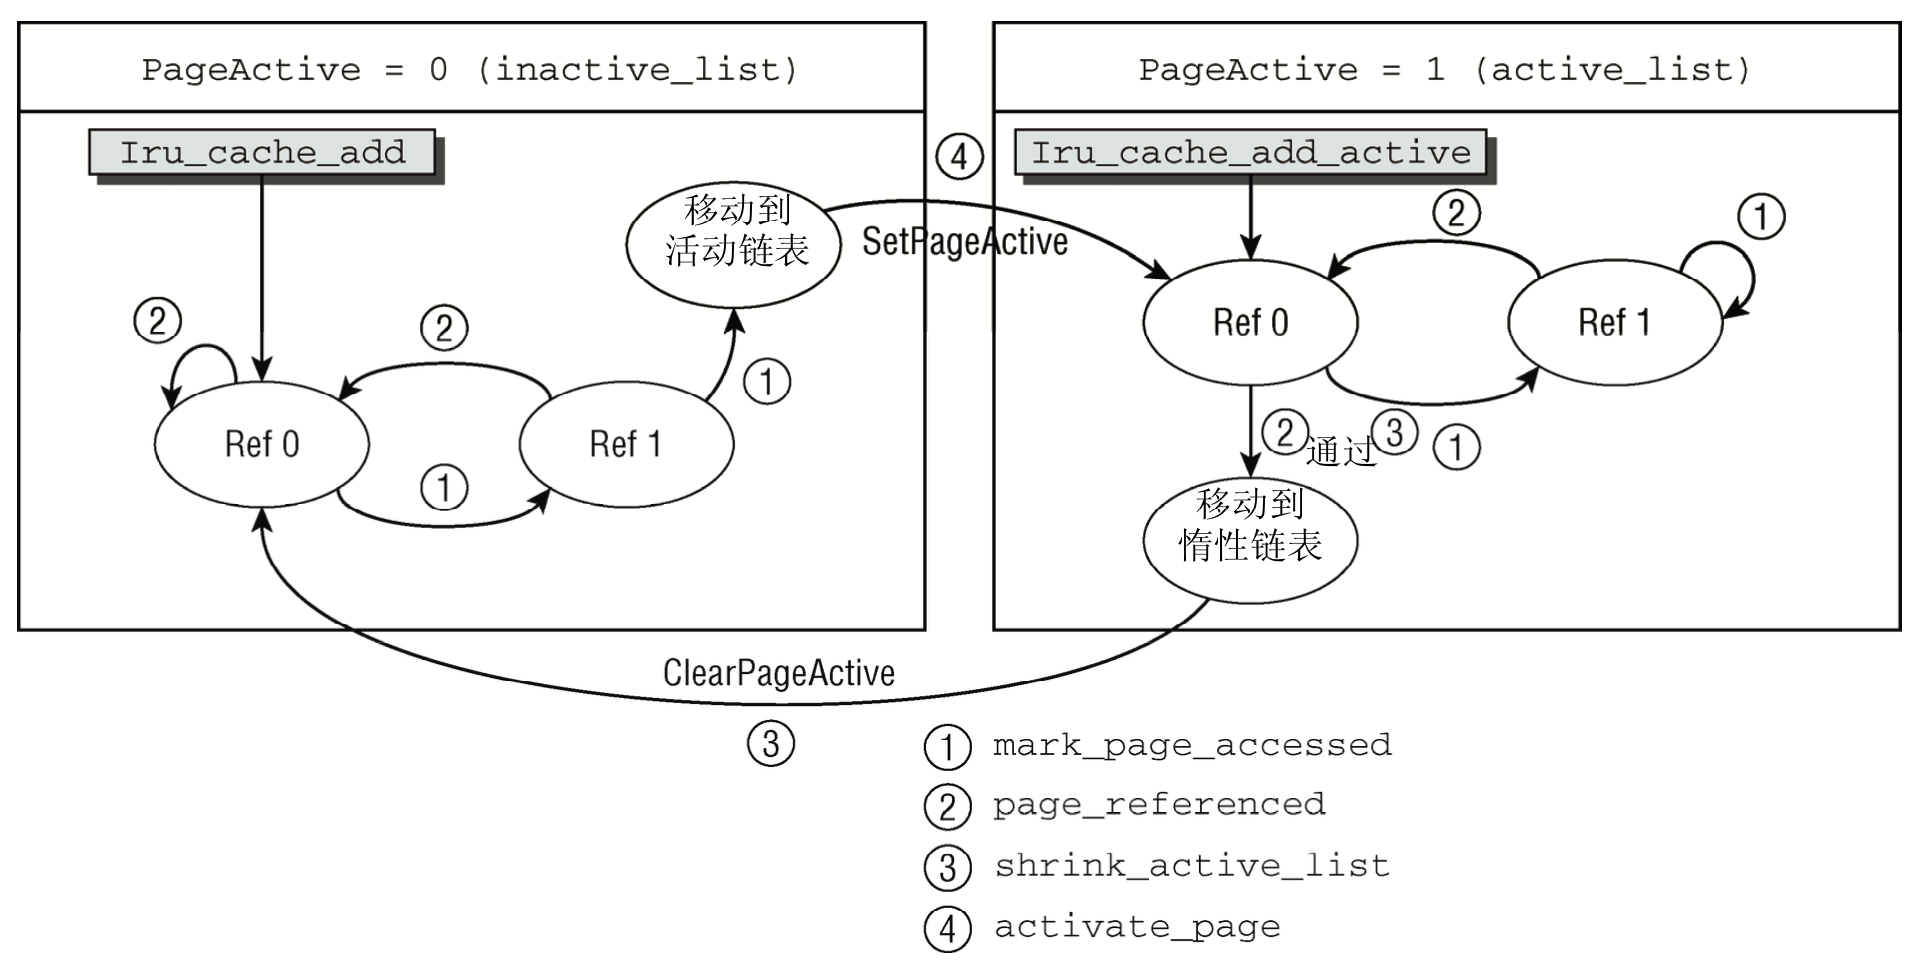 PageActive = 0 (inactive_list)
Iru_cache_add
移动到
活动链表
②
②
①
Ref 0
Ref 1
①
④
SetPageActive
PageActive = 1 (active_list)
Iru_cache_add_active
②
①
Ref 0
Ref 1
②通过③
①
移动到
惰性链表
ClearPageActive
③
① mark_page_accessed
② page_referenced
③ shrink_active_list
④ activate_page